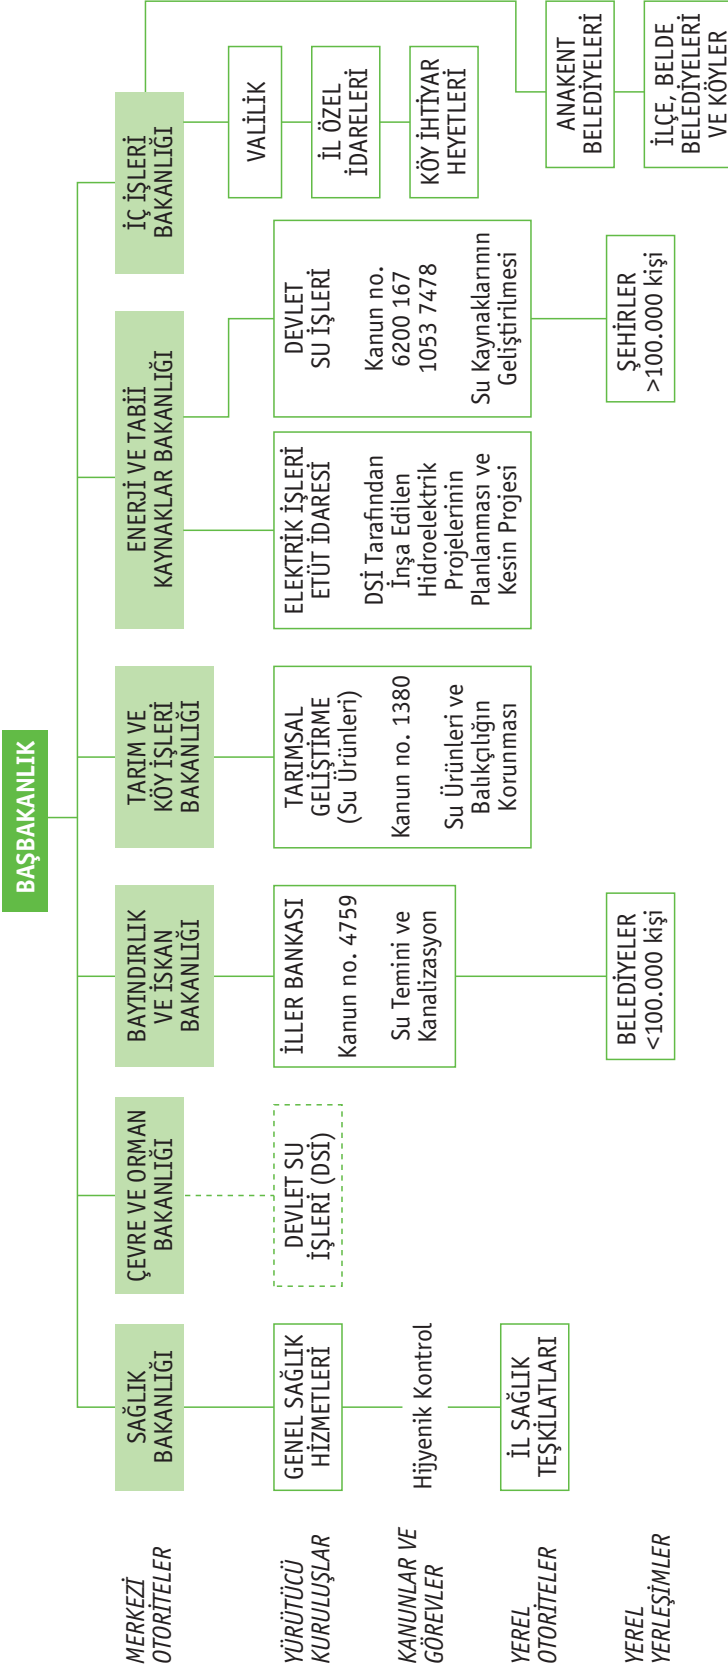 BAŞBAKANLIK
MERKEZİ
OTORİTELER
SAĞLIK
BAKANLIĞI
ÇEVRE VE ORMAN
BAKANLIĞI
BAYINDIRLIK
VE İSKAN
BAKANLIĞI
TARIM VE
KÖY İŞLERİ
BAKANLIĞI
ENERJİ VE TABİİ
KAYNAKLAR BAKANLIĞI
İÇ İŞLERİ
BAKANLIĞI
YÜRÜTÜCÜ
KURULUŞLAR
GENEL SAĞLIK
HİZMETLERİ
DEVLET SU
İŞLERİ (DSİ)
İLLER BANKASI
Kanun no. 4759
Su Temini ve
Kanalizasyon
TARIMSAL
GELİŞTİRME
(Su Ürünleri)
Kanun no. 1380
Su Ürünleri ve
Balıkçılığın
Korunması
ELEKTRİK İŞLERİ
ETÜT İDARESİ
DSİ Tarafından
İnşa Edilen
Hidroelektrik
Projelerinin
Planlanması ve
Kesin Projesi
DEVLET
SU İŞLERİ
Kanun no.
6200 167
1053 7478
Su Kaynaklarının
Geliştirilmesi
VALİLİK
İL ÖZEL
İDARELERİ
KÖY İHTİYAR
HEYETLERİ
KANUNLAR VE
GÖREVLER
Hijyenik Kontrol
YEREL
OTORİTELER
İL SAĞLIK
TEŞKİLATLARI
ANAKENT
BELEDİYELERİ
YEREL
YERLEŞİMLER
BELEDİYELER
<100.000 kişi
ŞEHİRLER
>100.000 kişi
İLÇE, BELDE
BELEDİYELERİ
VE KÖYLER